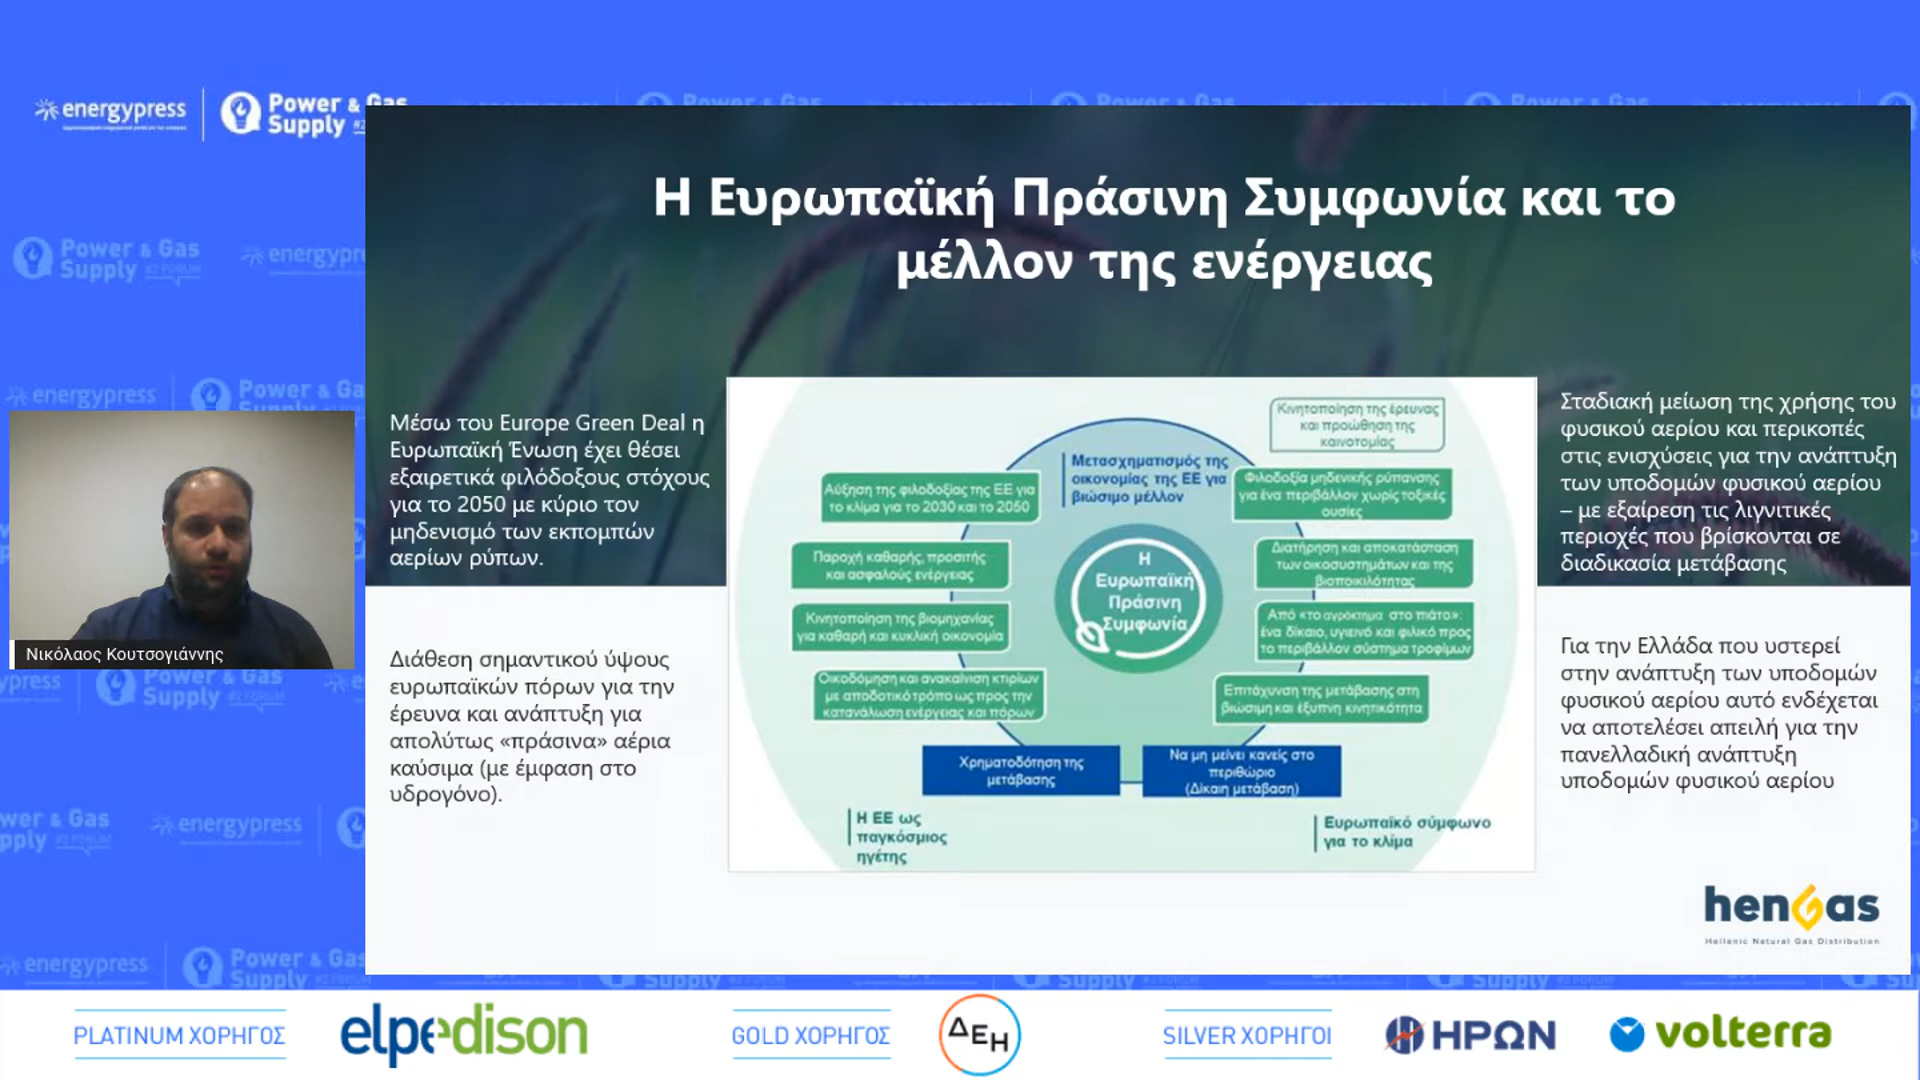 energypress
Power & Gas
Supply
Η Ευρωπαϊκή Πράσινη Συμφωνία και το
μέλλον της ενέργειας
Μέσω του Europe Green Deal η
Ευρωπαϊκή Ένωση έχει θέσει
εξαιρετικά φιλόδοξους στόχους
για το 2050 με κύριο τον
μηδενισμό των εκπομπών
αερίων ρύπων.
Διάθεση σημαντικού ύψους
ευρωπαϊκών πόρων για την
έρευνα και ανάπτυξη για
απολύτως «πράσινα» αέρια
καύσιμα (με έμφαση στο
υδρογόνο).
Μετασχηματισμός της
οικονομίας της ΕΕ για
βιώσιμο μέλλον
Κινητοποίηση της έρευνας
και προώθηση της
καινοτομίας
Αύξηση της φιλοδοξίας της ΕΕ για
το κλίμα για το 2030 και το 2050
Παροχή καθαρής, προσιτής
και ασφαλούς ενέργειας
Κινητοποίηση της βιομηχανίας
για καθαρή και κυκλική οικονομία
Οικοδόμηση και ανακαίνιση κτιρίων
με αποδοτικό τρόπο ως προς την
κατανάλωση ενέργειας και πόρων
Η
Ευρωπαϊκή
Πράσινη
Συμφωνία
Φιλοδοξία μηδενικής ρύπανσης
για ένα περιβάλλον χωρίς τοξικές
ουσίες
Διατήρηση και αποκατάσταση
των οικοσυστημάτων και της
βιοποικιλότητας
Από «το αγρόκτημα στο πιάτο»:
ένα δίκαιο, υγιεινό και φιλικό προς
το περιβάλλον σύστημα τροφίμων
Επιτάχυνση της μετάβασης στη
βιώσιμη και έξυπνη κινητικότητα
Χρηματοδότηση της
μετάβασης
Να μη μείνει κανείς στο
περιθώριο
(Δίκαιη μετάβαση)
Η ΕΕ ως
παγκόσμιος
ηγέτης
Ευρωπαϊκό σύμφωνο
για το κλίμα
Σταδιακή μείωση της χρήσης του
φυσικού αερίου και περικοπές
στις ενισχύσεις για την ανάπτυξη
των υποδομών φυσικού αερίου
– με εξαίρεση τις λιγνιτικές
περιοχές που βρίσκονται σε
διαδικασία μετάβασης
Για την Ελλάδα που υστερεί
στην ανάπτυξη των υποδομών
φυσικού αερίου αυτό ενδέχεται
να αποτελέσει απειλή για την
πανελλαδική ανάπτυξη
υποδομών φυσικού αερίου
henGas
Hellenic Natural Gas Distribution
Νικόλαος Κουτσογιάννης
PLATINUM ΧΟΡΗΓΟΣ
elpedison
GOLD ΧΟΡΗΓΟΣ
ΔΕΗ
SILVER ΧΟΡΗΓΟΙ
ΗΡΩΝ
volterra